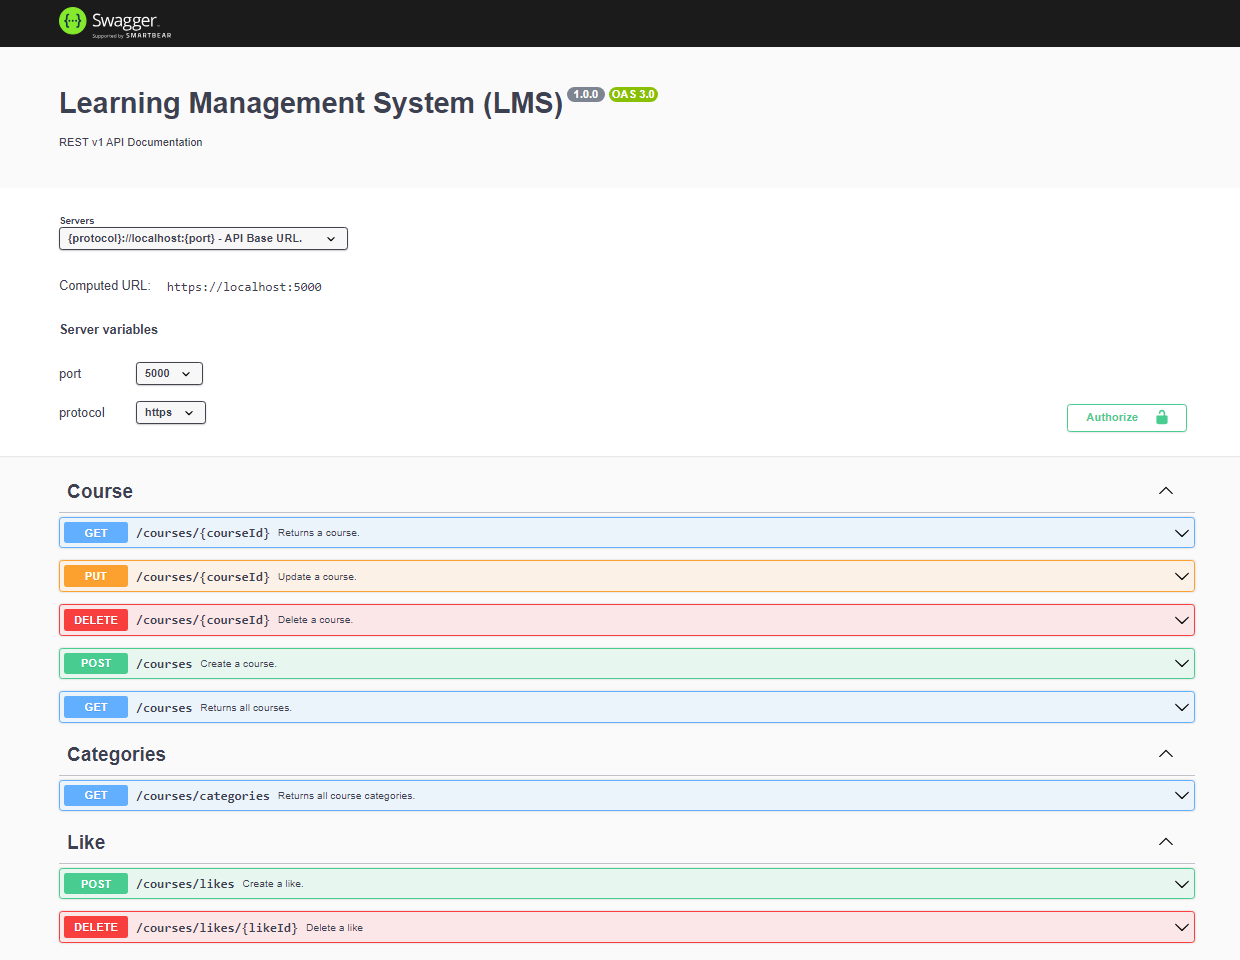 Swagger
Supported by SMARTBEAR
Learning Management System (LMS) 1.0.0 OAS 3.0
REST v1 API Documentation
Servers
{protocol}://localhost:{port} - API Base URL.
Computed URL: https://localhost:5000
Server variables
port 5000
protocol https
Authorize
Course
GET /courses/{courseId} Returns a course.
PUT /courses/{courseId} Update a course.
DELETE /courses/{courseId} Delete a course.
POST /courses Create a course.
GET /courses Returns all courses.
Categories
GET /courses/categories Returns all course categories.
Like
POST /courses/likes Create a like.
DELETE /courses/likes/{likeId} Delete a like